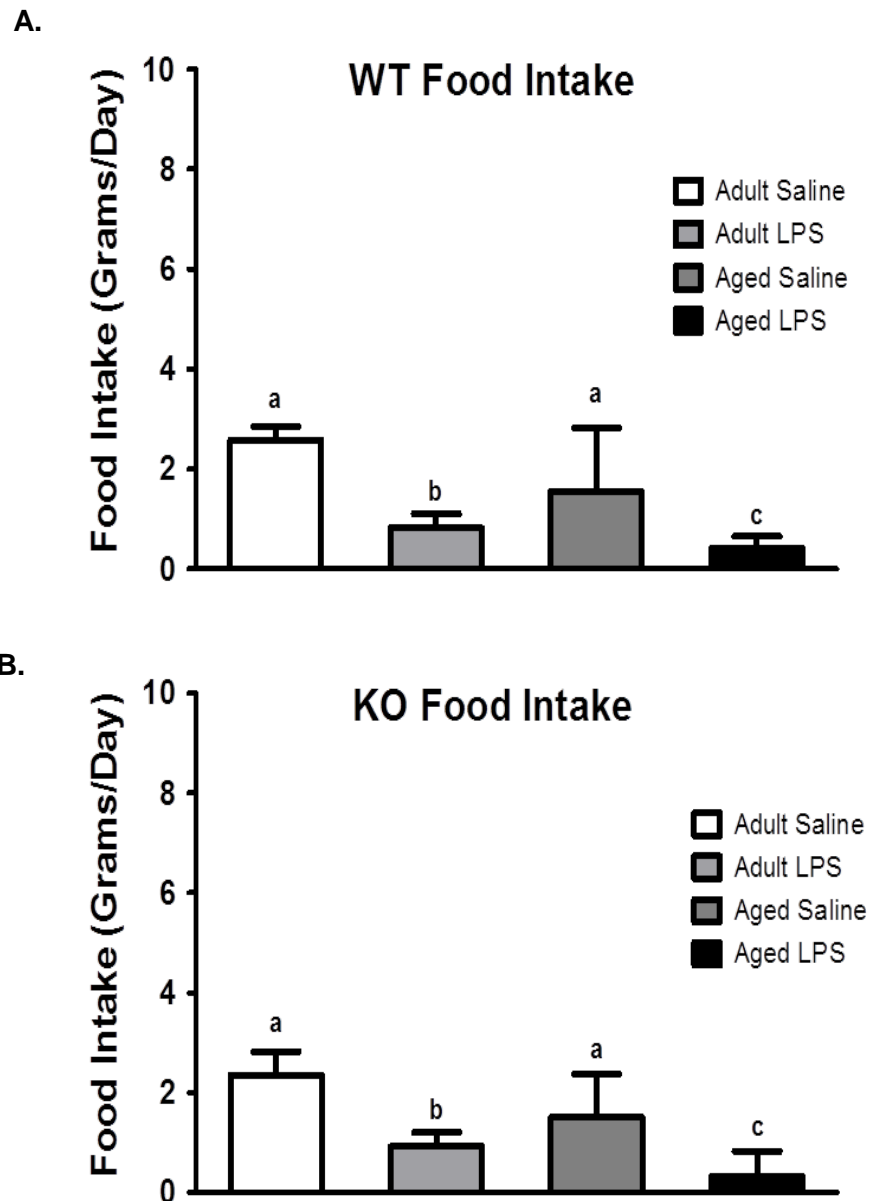 A.
WT Food Intake
Food Intake (Grams/Day)
10
8
6
4
2
0
a
b
a
c
Adult Saline
Adult LPS
Aged Saline
Aged LPS
B.
KO Food Intake
Food Intake (Grams/Day)
10
8
6
4
2
0
a
b
a
c
Adult Saline
Adult LPS
Aged Saline
Aged LPS